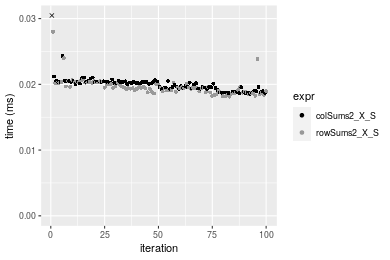 0.03
0.02
0.01
0.00
time (ms)
0
25
50
75
100
iteration
expr
colSums2_X_S
rowSums2_X_S